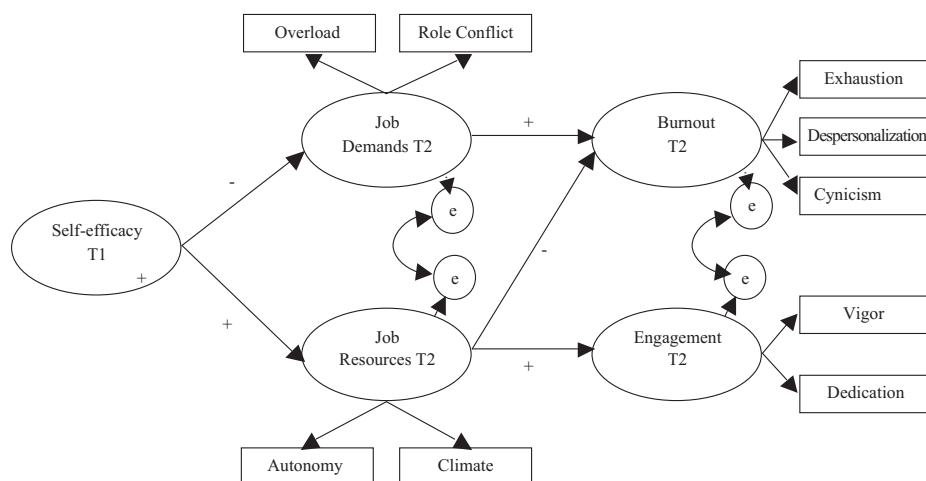 Overload
Role Conflict
Job
Demands T2
+
Burnout
T2
Exhaustion
Despersonalization
Cynicism
-
e
e
Self-efficacy
T1
+
-
e
e
+
Job
Resources T2
+
Engagement
T2
Vigor
Dedication
Autonomy
Climate